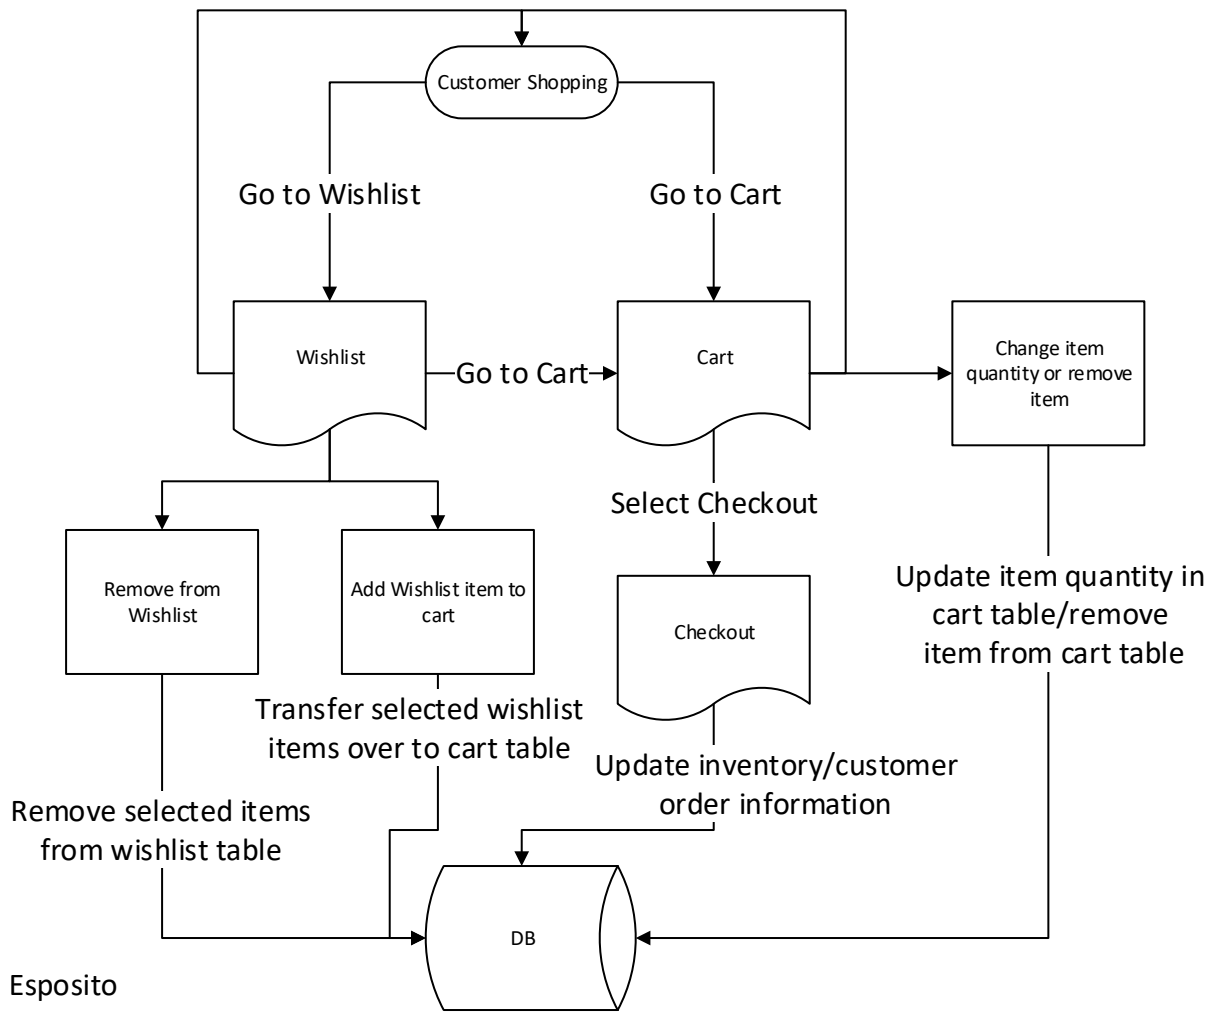 Customer Shopping
Go to Wishlist
Go to Cart
Wishlist
Go to Cart
Cart
Change item
quantity or remove
item
Select Checkout
Remove from
Wishlist
Add Wishlist item to
cart
Checkout
Update item quantity in
cart table/remove
item from cart table
Transfer selected wishlist
items over to cart table
Update inventory/customer
order information
Remove selected items
from wishlist table
DB
Esposito